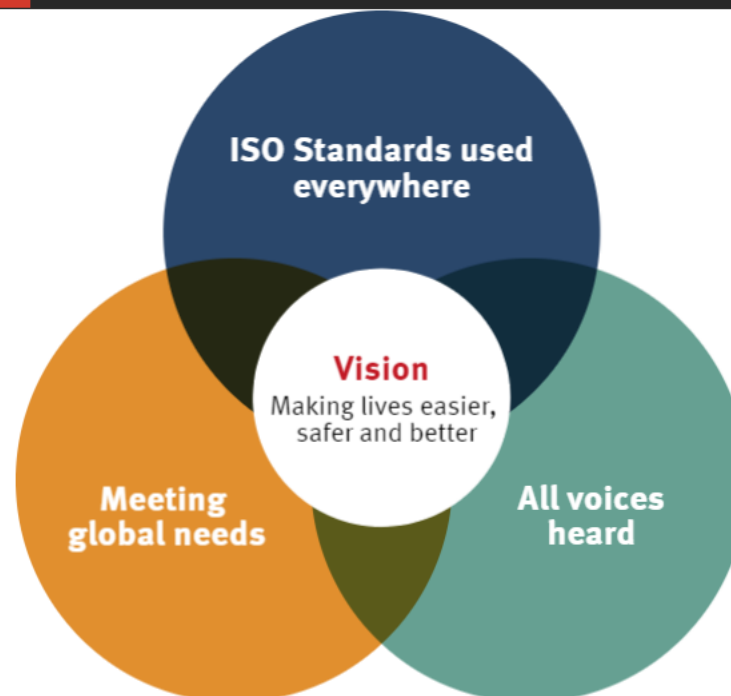 ISO Standards used
everywhere
Vision
Making lives easier,
safer and better
Meeting
global needs
All voices
heard